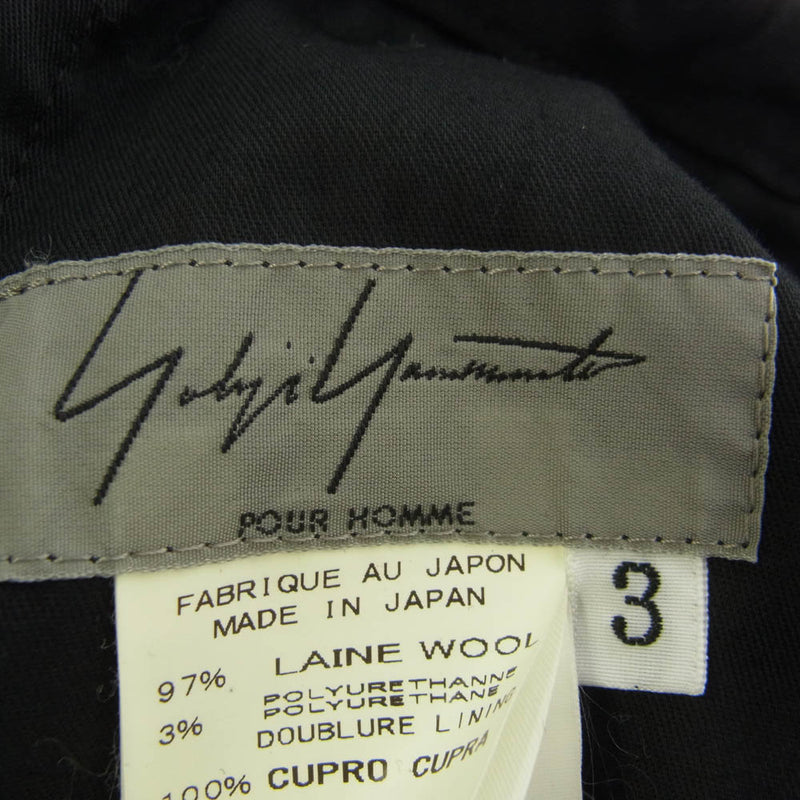 Yohji Yamamoto
POUR HOMME
3
FABRIQUE AU JAPON
MADE IN JAPAN
97% LAINE WOOL
POLYURETHANNE
3% POLYURETHANE
DOUBLURE LINING
100% CUPRO CUPRA